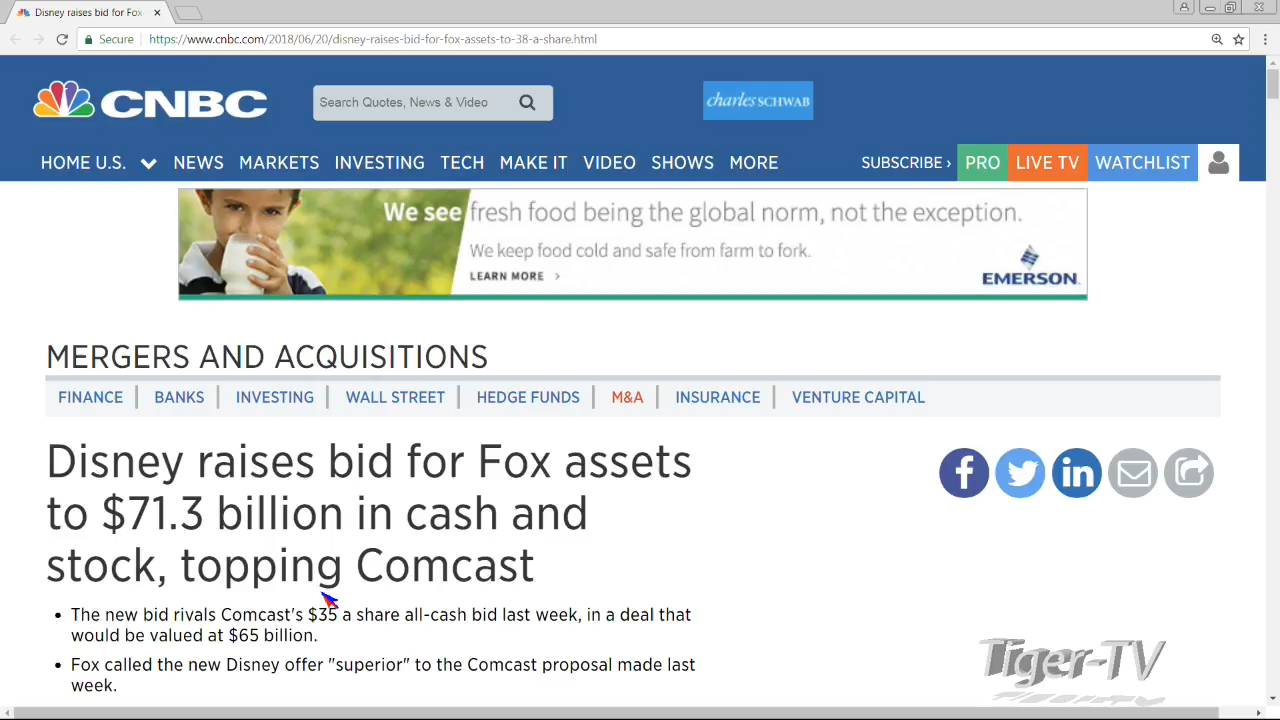 Disney raises bid for Fox
Secure https://www.cnbc.com/2018/06/20/disney-raises-bid-for-fox-assets-to-38-a-share.html
CNBC
Search Quotes, News & Video
charles SCHWAB
HOME U.S. NEWS MARKETS INVESTING TECH MAKE IT VIDEO SHOWS MORE SUBSCRIBE › PRO LIVE TV WATCHLIST
We see fresh food being the global norm, not the exception.
We keep food cold and safe from farm to fork.
LEARN MORE >
EMERSON
MERGERS AND ACQUISITIONS
FINANCE BANKS INVESTING WALL STREET HEDGE FUNDS M&A INSURANCE VENTURE CAPITAL
Disney raises bid for Fox assets
to $71.3 billion in cash and
stock, topping Comcast
• The new bid rivals Comcast's $35 a share all-cash bid last week, in a deal that
would be valued at $65 billion.
• Fox called the new Disney offer "superior" to the Comcast proposal made last
week.
Tiger-TV